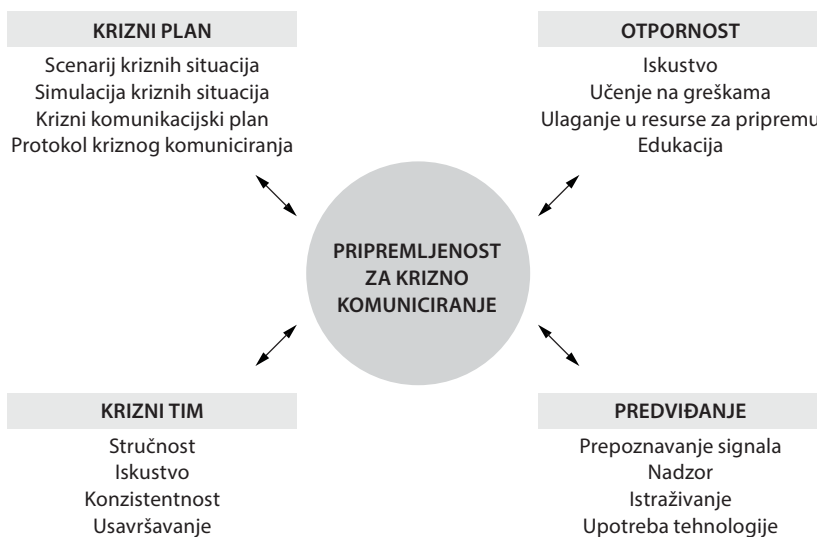 KRIZNI PLAN
Scenarij kriznih situacija
Simulacija kriznih situacija
Krizni komunikacijski plan
Protokol kriznog komuniciranja
OTPORNOST
Iskustvo
Učenje na greškama
Ulaganje u resurse za pripremu
Edukacija
PRIPREMLJENOST
ZA KRIZNO
KOMUNICIRANJE
KRIZNI TIM
Stručnost
Iskustvo
Konzistentnost
Usavršavanje
PREDVIĐANJE
Prepoznavanje signala
Nadzor
Istraživanje
Upotreba tehnologije